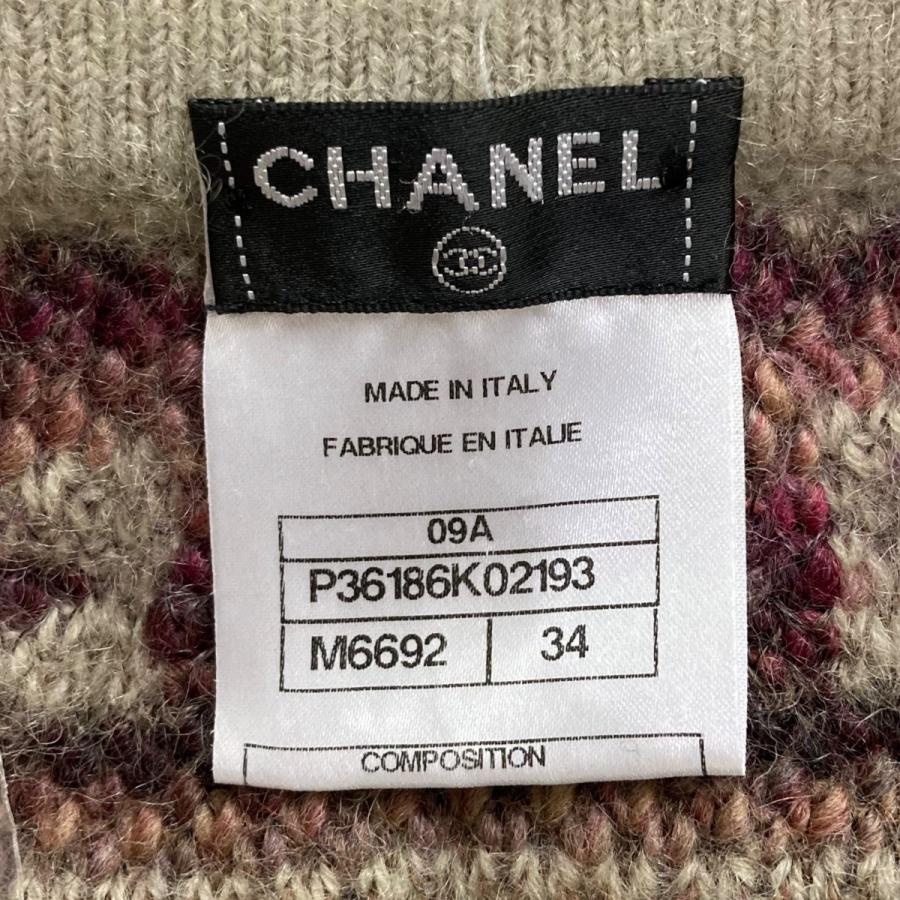 CHANEL
MADE IN ITALY
FABRIQUE EN ITALIE
09A
P36186K02193
M6692 34
COMPOSITION